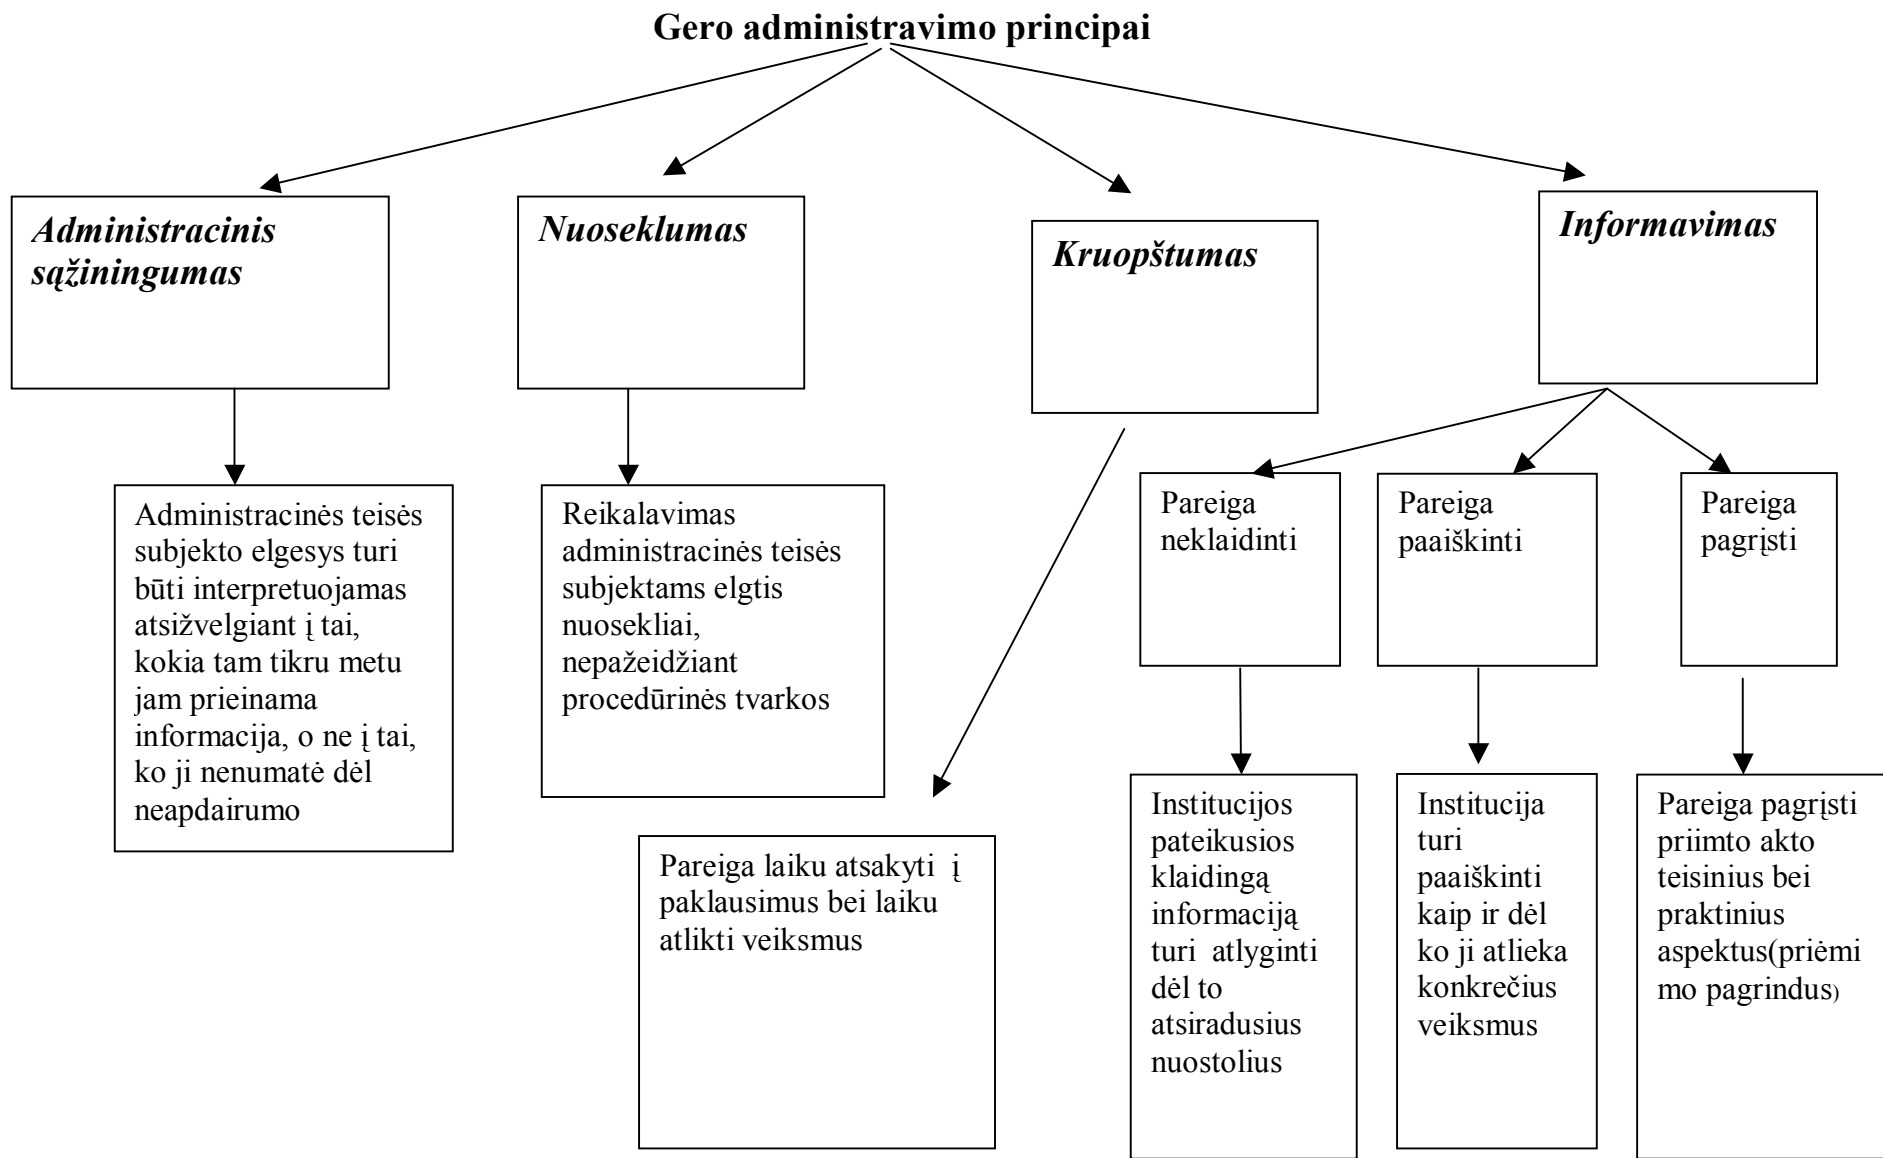 Gero administravimo principai
Administracinis
sąžiningumas
Nuoseklumas
Kruopštumas
Informavimas
Administracinės teisės
subjekto elgesys turi
būti interpretuojamas
atsižvelgiant į tai,
kokia tam tikru metu
jam prieinama
informacija, o ne į tai,
ko ji nenumatė dėl
neapdairumo
Reikalavimas
administracinės teisės
subjektams elgtis
nuosekliai,
nepažeidžiant
procedūrinės tvarkos
Pareiga laiku atsakyti į
paklausimus bei laiku
atlikti veiksmus
Pareiga
neklaidinti
Pareiga
paaiškinti
Pareiga
pagrįsti
Institucijos
pateikusios
klaidingą
informaciją
turi atlyginti
dėl to
atsiradusius
nuostolius
Institucija
turi
paaiškinti
kaip ir dėl
ko ji atlieka
konkrečius
veiksmus
Pareiga pagrįsti
priimto akto
teisinius bei
praktinius
aspektus(priėmi
mo pagrindus)